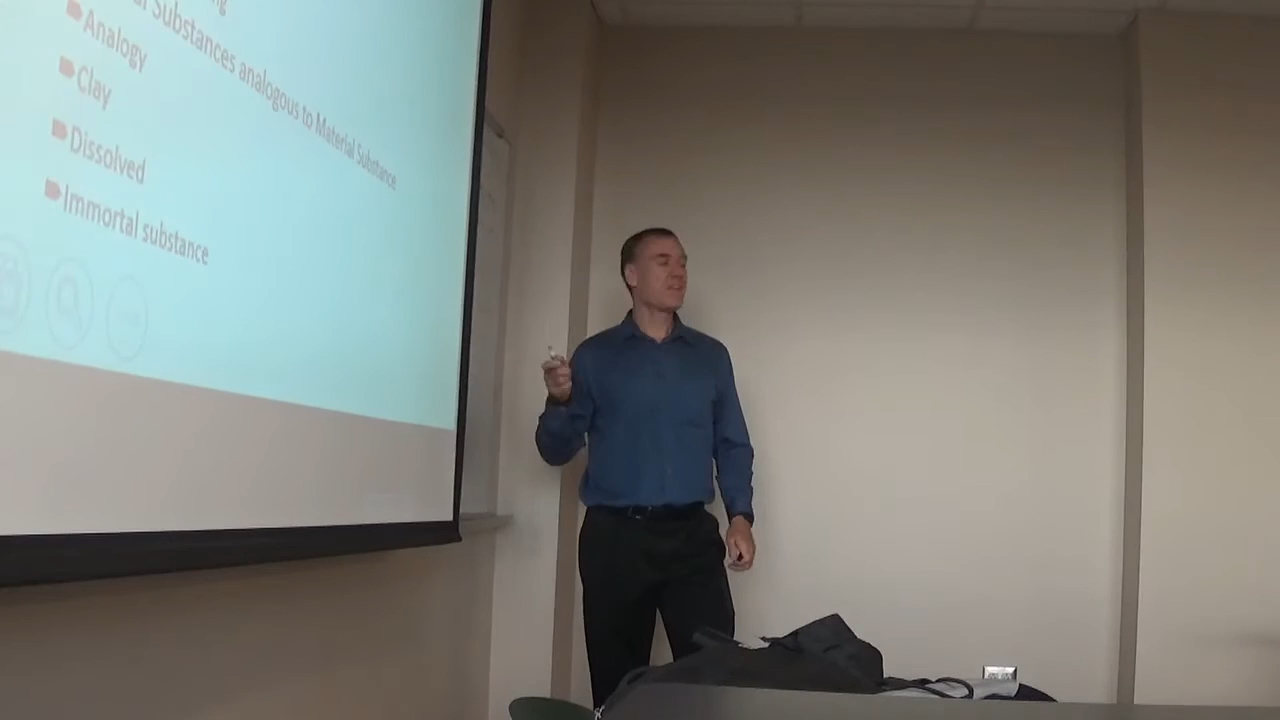 Substances analogous to Material Substance
Analogy
Clay
Dissolved
Immortal substance